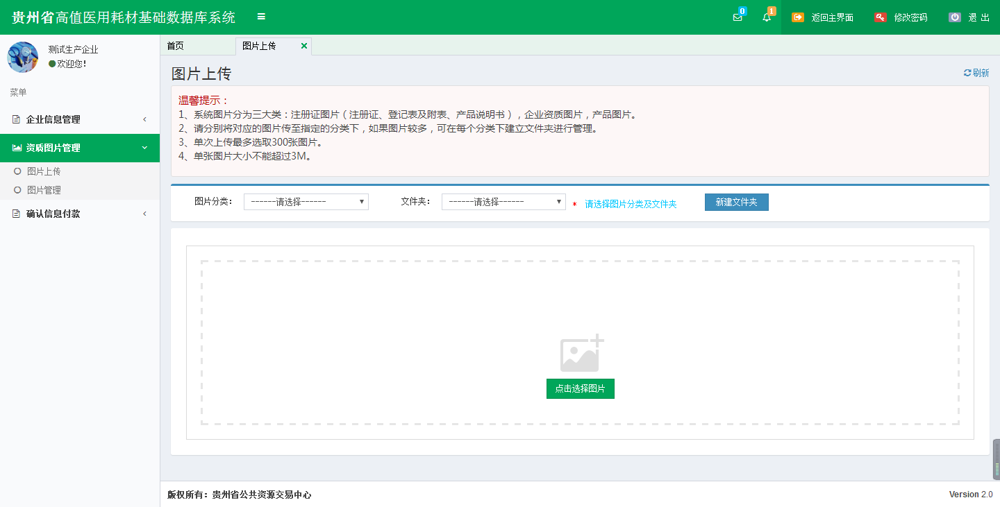 贵州省高值医用耗材基础数据库系统
0
1
返回主界面
修改密码
退 出
测试生产企业
欢迎您!
菜单
企业信息管理
资质图片管理
图片上传
图片管理
确认信息付款
首页
图片上传
图片上传
刷新
温馨提示：
1、系统图片分为三大类：注册证图片（注册证、登记表及附表、产品说明书），企业资质图片，产品图片。
2、请分别将对应的图片传至指定的分类下，如果图片较多，可在每个分类下建立文件夹进行管理。
3、单次上传最多选取300张图片。
4、单张图片大小不能超过3M。
图片分类： ------请选择------ 文件夹： ------请选择------ * 请选择图片分类及文件夹 新建文件夹
点击选择图片
版权所有：贵州省公共资源交易中心
Version 2.0